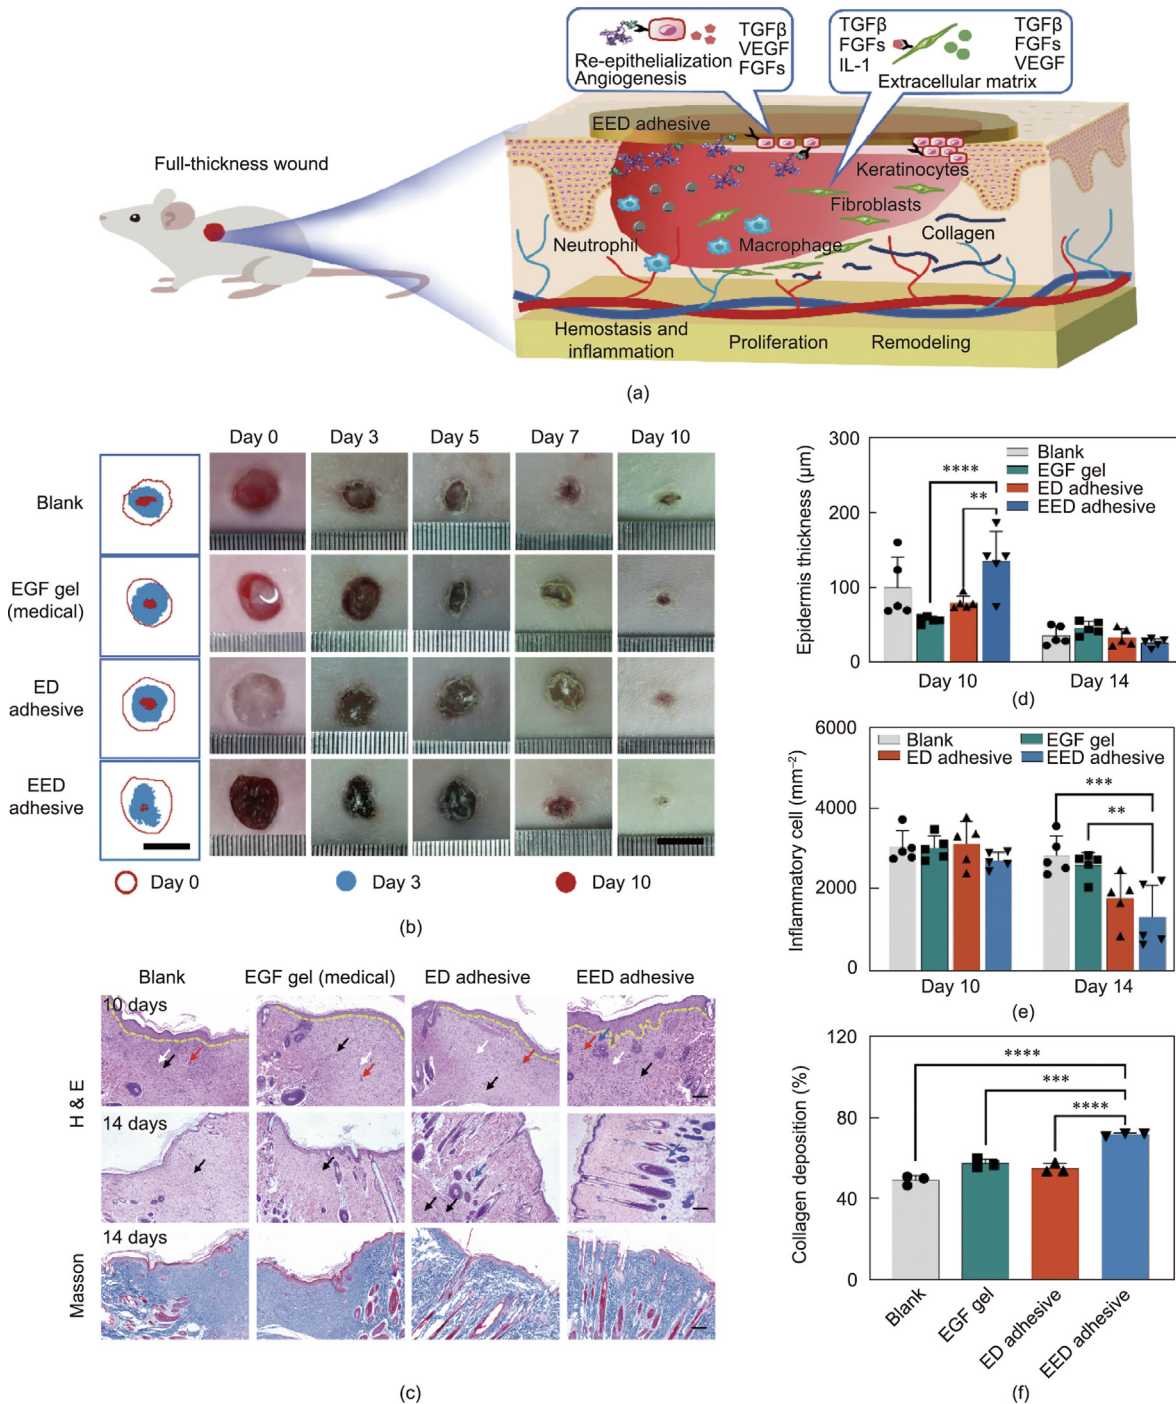 TGFβ
VEGF
FGFs
Re-epithelialization
Angiogenesis
TGFβ
FGFs
IL-1
TGFβ
FGFs
VEGF
Extracellular matrix
EED adhesive
Full-thickness wound
Keratinocytes
Fibroblasts
Collagen
Neutrophil
Macrophage
Hemostasis and
inflammation
Proliferation
Remodeling
(a)
Day 0
Day 3
Day 5
Day 7
Day 10
Blank
EGF gel
(medical)
ED
adhesive
EED
adhesive
Day 0
Day 3
Day 10
(b)
Blank
EGF gel (medical)
ED adhesive
EED adhesive
H & E
10 days
14 days
Masson
14 days
(c)
Epidermis thickness (μm)
300
200
100
0
Blank
EGF gel
ED adhesive
EED adhesive
****
**
Day 10
Day 14
(d)
Inflammatory cell (mm⁻²)
6000
4000
2000
0
Blank
EGF gel
ED adhesive
EED adhesive
***
**
Day 10
Day 14
(e)
Collagen deposition (%)
120
80
40
0
****
***
****
Blank
EGF gel
ED adhesive
EED adhesive
(f)